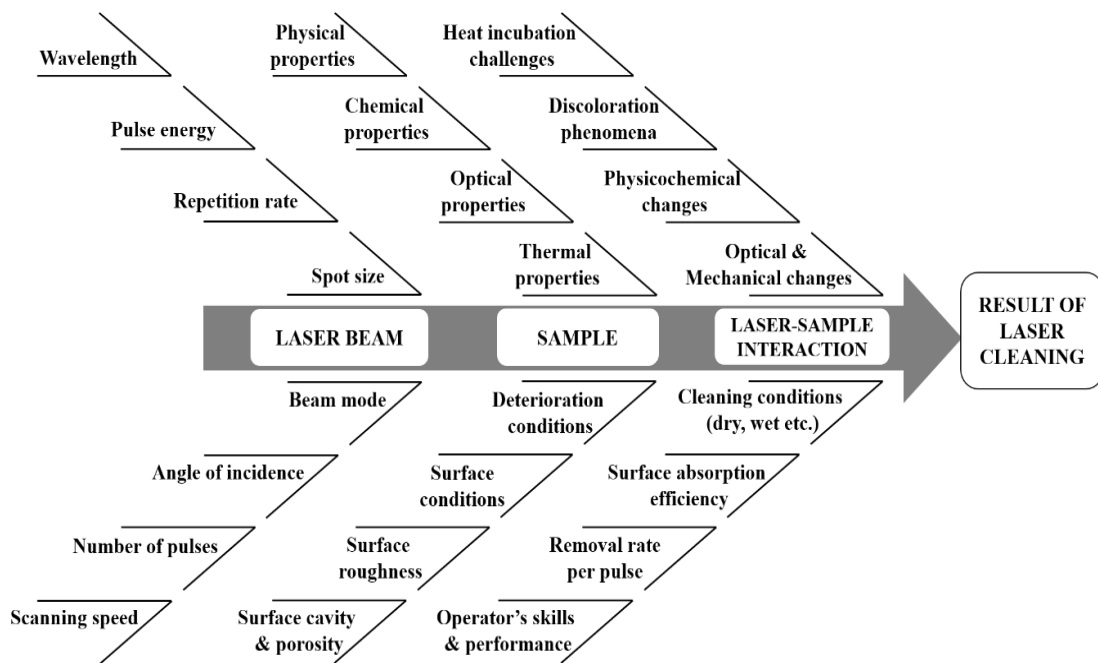 Wavelength
Pulse energy
Repetition rate
Spot size
Physical
properties
Chemical
properties
Optical
properties
Thermal
properties
Heat incubation
challenges
Discoloration
phenomena
Physicochemical
changes
Optical &
Mechanical changes
LASER BEAM
SAMPLE
LASER-SAMPLE
INTERACTION
RESULT OF
LASER
CLEANING
Beam mode
Angle of incidence
Number of pulses
Scanning speed
Deterioration
conditions
Surface
conditions
Surface
roughness
Surface cavity
& porosity
Cleaning conditions
(dry, wet etc.)
Surface absorption
efficiency
Removal rate
per pulse
Operator’s skills
& performance